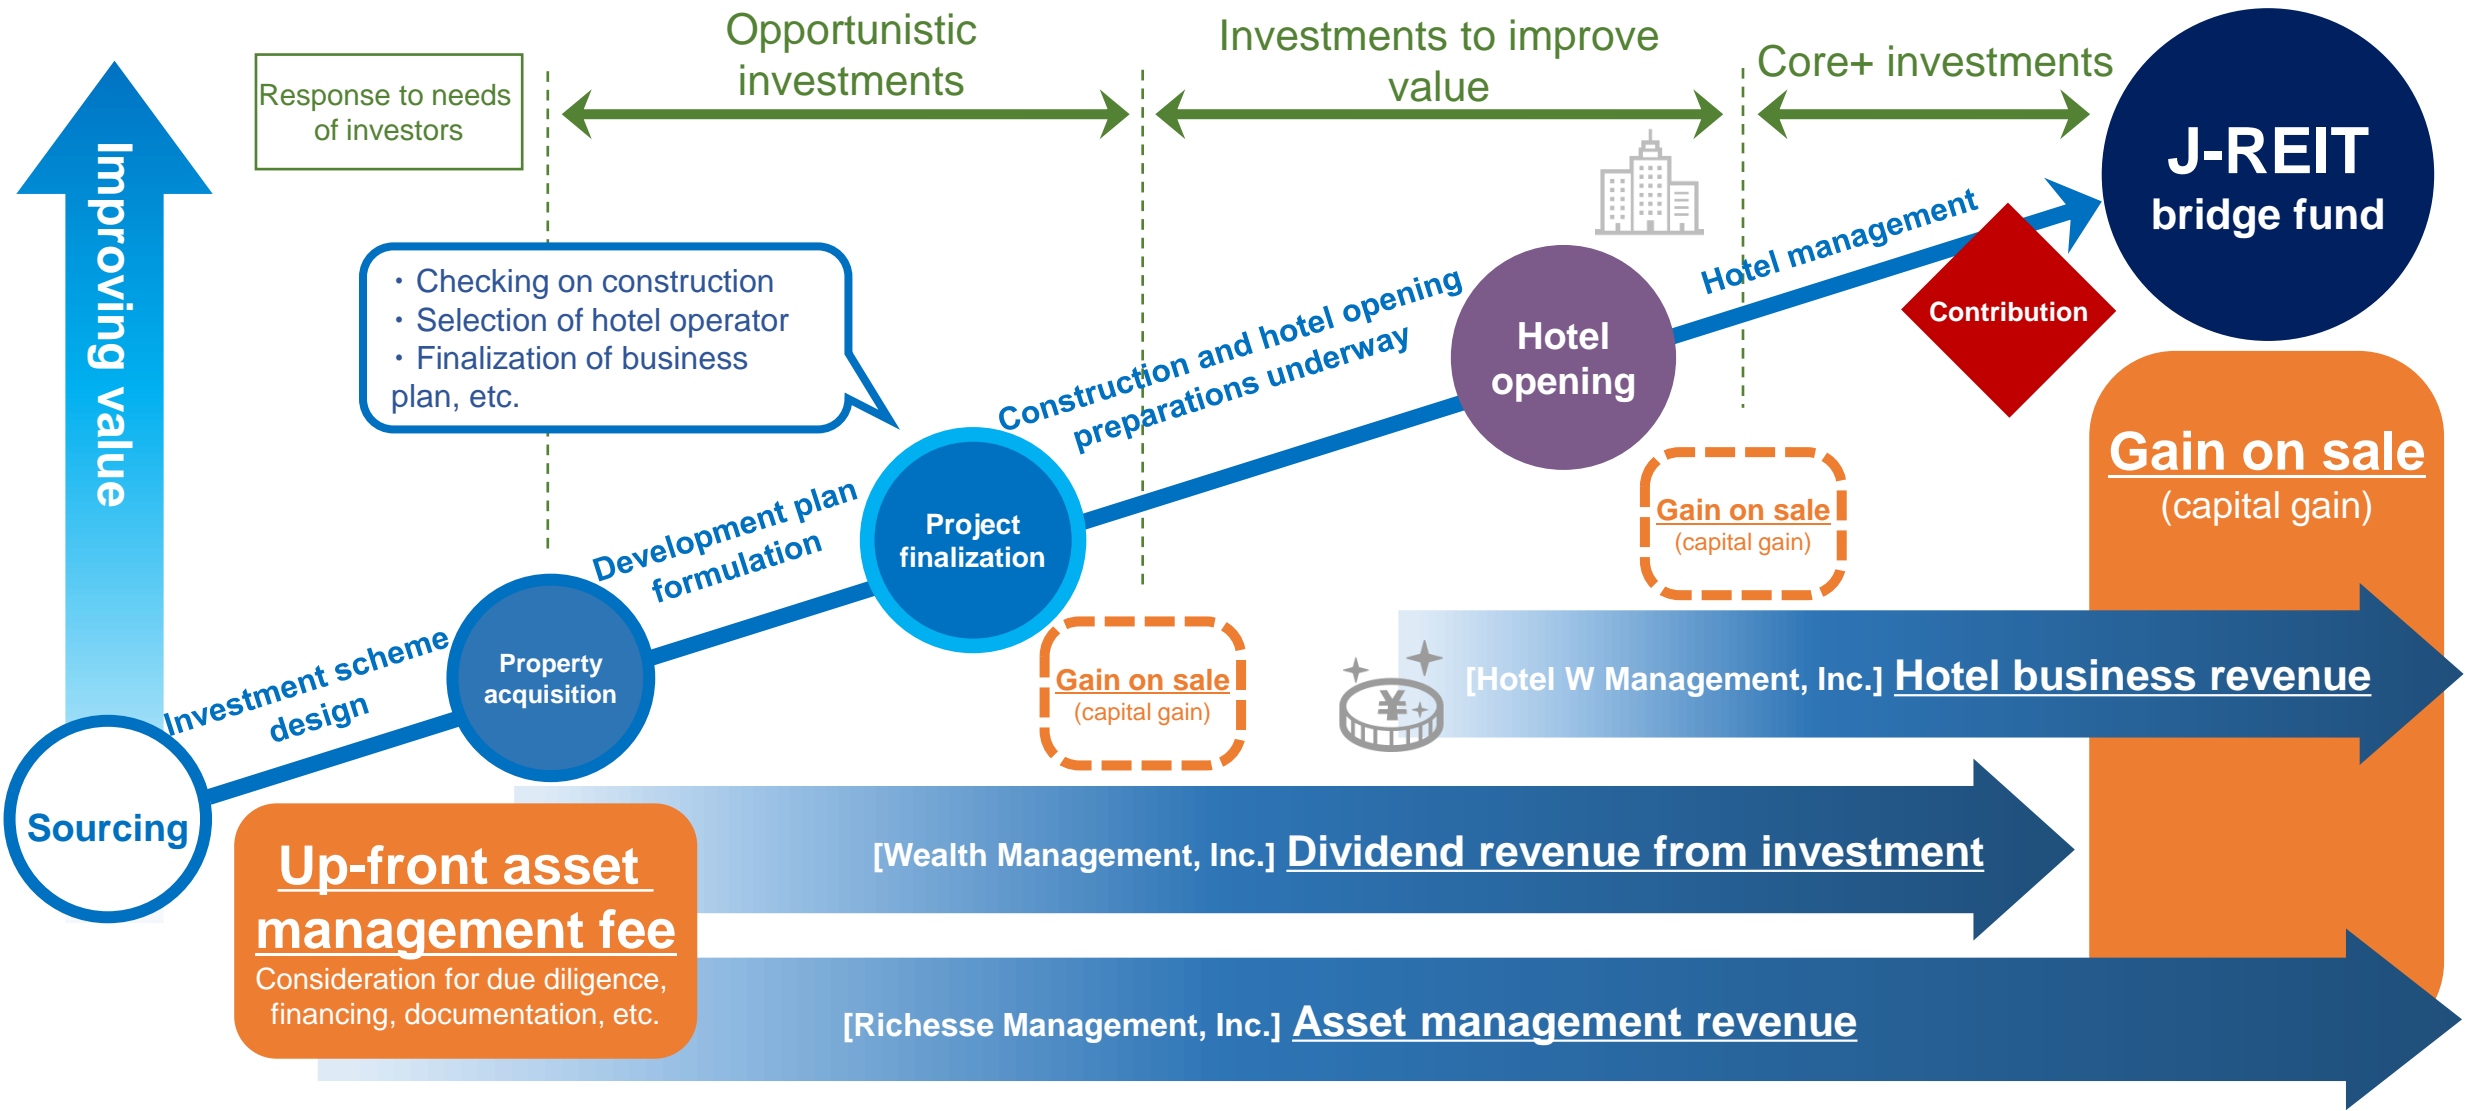 Response to needs
of investors
Opportunistic
investments
Investments to improve
value
Core+ investments
J-REIT
bridge fund
Improving value
・Checking on construction
・Selection of hotel operator
・Finalization of business
plan, etc.
Sourcing
Investment scheme
design
Property
acquisition
Development plan
formulation
Project
finalization
Construction and hotel opening
preparations underway
Hotel
opening
Hotel management
Contribution
Gain on sale
(capital gain)
Gain on sale
(capital gain)
Gain on sale
(capital gain)
¥
[Hotel W Management, Inc.] Hotel business revenue
[Wealth Management, Inc.] Dividend revenue from investment
Up-front asset
management fee
Consideration for due diligence,
financing, documentation, etc.
[Richesse Management, Inc.] Asset management revenue